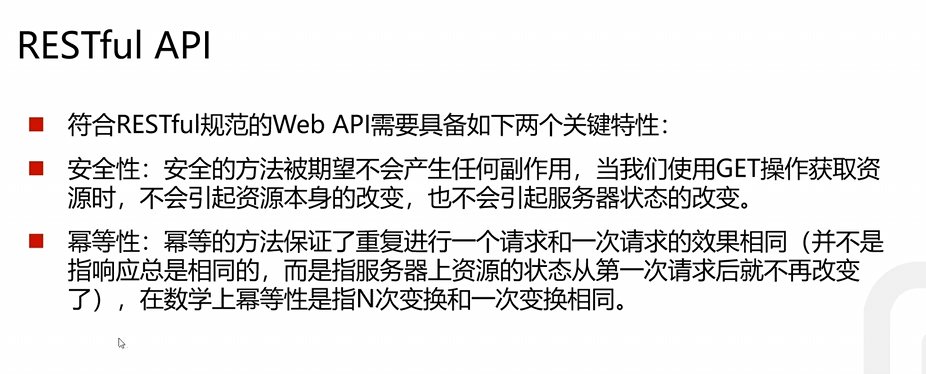 RESTful API
符合RESTful规范的Web API需要具备如下两个关键特性：
安全性：安全的方法被期望不会产生任何副作用，当我们使用GET操作获取资
源时，不会引起资源本身的改变，也不会引起服务器状态的改变。
幂等性：幂等的方法保证了重复进行一个请求和一次请求的效果相同（并不是
指响应总是相同的，而是指服务器上资源的状态从第一次请求后就不再改变
了），在数学上幂等性是指N次变换和一次变换相同。